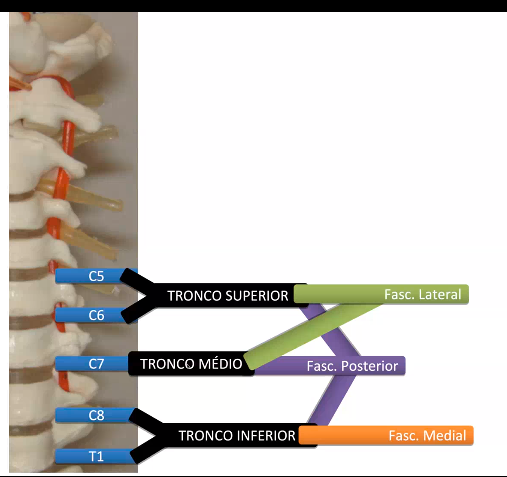 C5
TRONCO SUPERIOR
Fasc. Lateral
C6
C7
TRONCO MÉDIO
Fasc. Posterior
C8
TRONCO INFERIOR
Fasc. Medial
T1